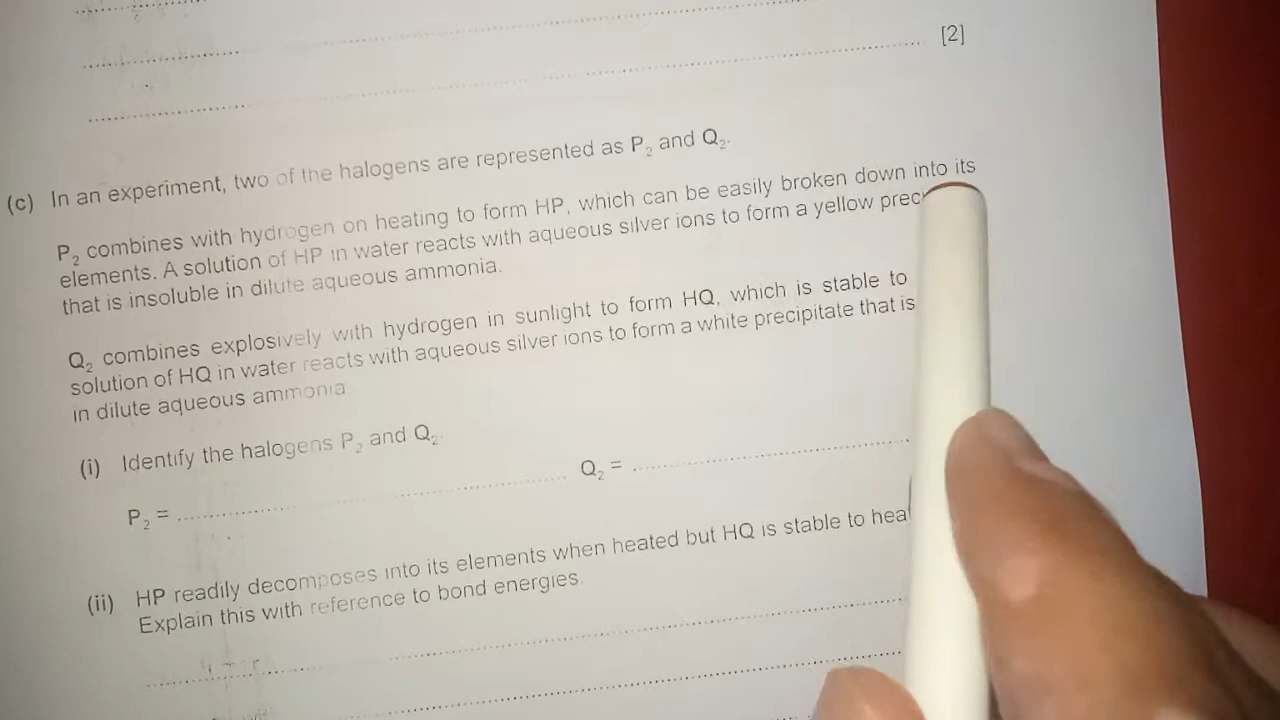 [2]
(c) In an experiment, two of the halogens are represented as P2 and Q2.
P2 combines with hydrogen on heating to form HP, which can be easily broken down into its
elements. A solution of HP in water reacts with aqueous silver ions to form a yellow
that is insoluble in dilute aqueous ammonia.
Q2 combines explosively with hydrogen in sunlight to form HQ, which is stable to
solution of HQ in water reacts with aqueous silver ions to form a white precipitate that is
in dilute aqueous ammonia
(i) Identify the halogens P2 and Q2.
P2 = Q2 =
(ii) HP readily decomposes into its elements when heated but HQ is stable to
Explain this with reference to bond energies.